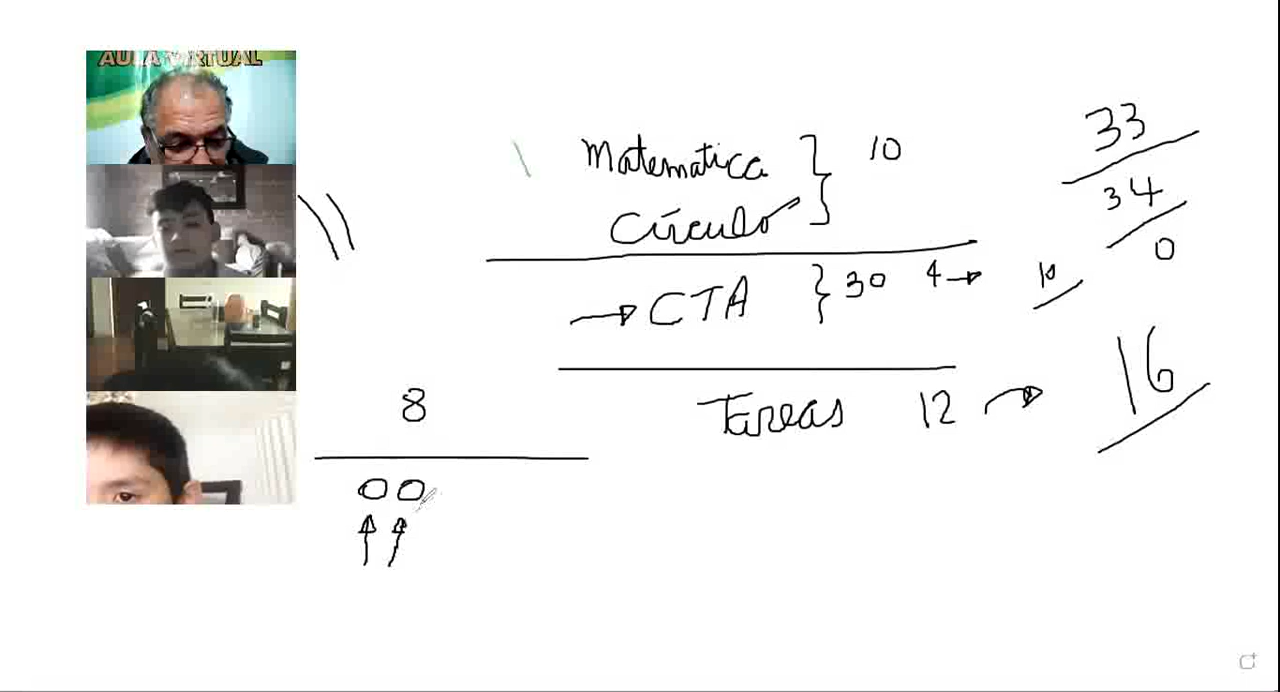 AULA VIRTUAL
Matematica } 10
Círculo
33
34
0
→ CTA } 30 4 → 10
Tareas 12 → 16
8
00